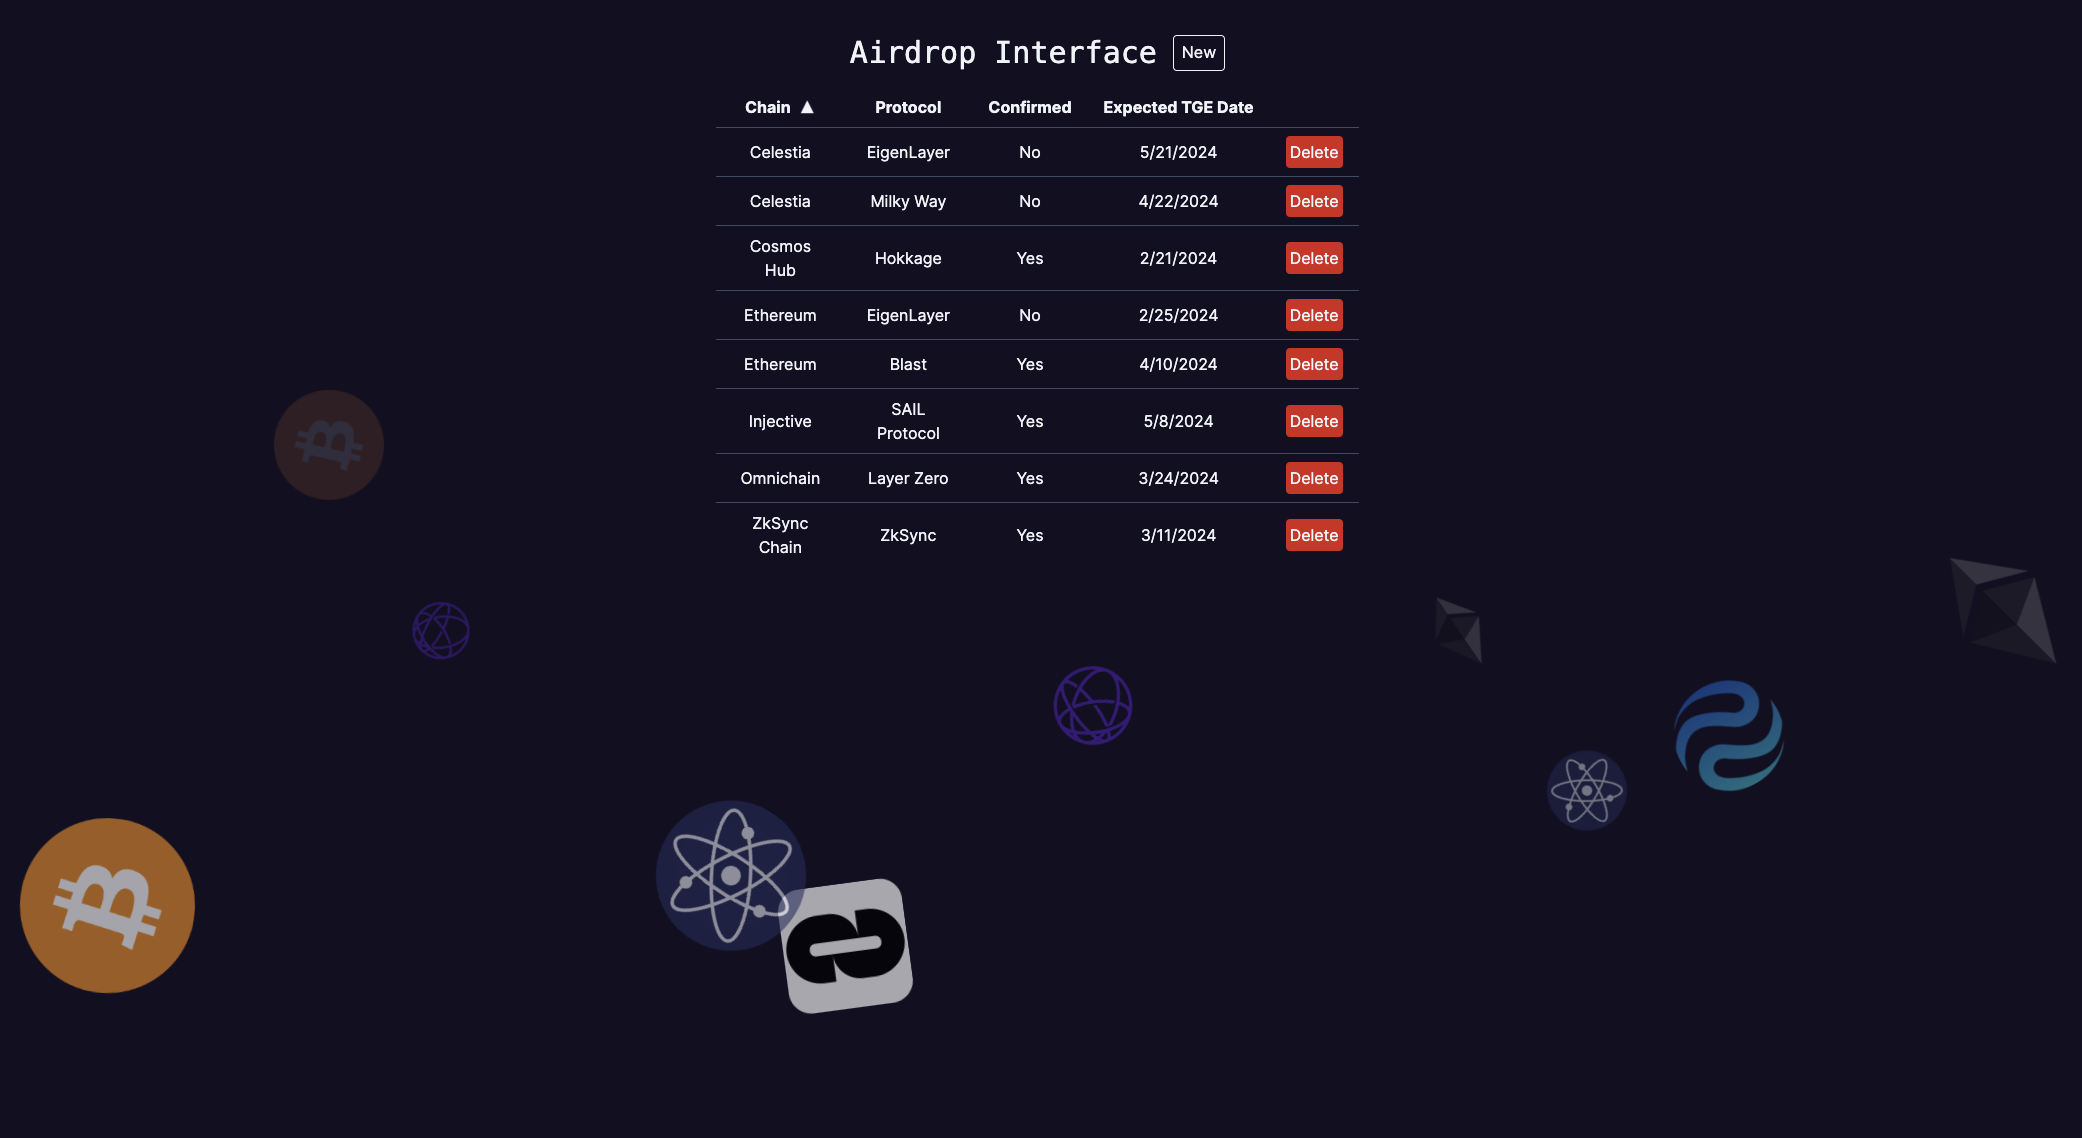 Airdrop Interface New
Chain ▲ Protocol Confirmed Expected TGE Date
Celestia EigenLayer No 5/21/2024 Delete
Celestia Milky Way No 4/22/2024 Delete
Cosmos
Hub Hokkage Yes 2/21/2024 Delete
Ethereum EigenLayer No 2/25/2024 Delete
Ethereum Blast Yes 4/10/2024 Delete
Injective SAIL
Protocol Yes 5/8/2024 Delete
Omnichain Layer Zero Yes 3/24/2024 Delete
ZkSync
Chain ZkSync Yes 3/11/2024 Delete